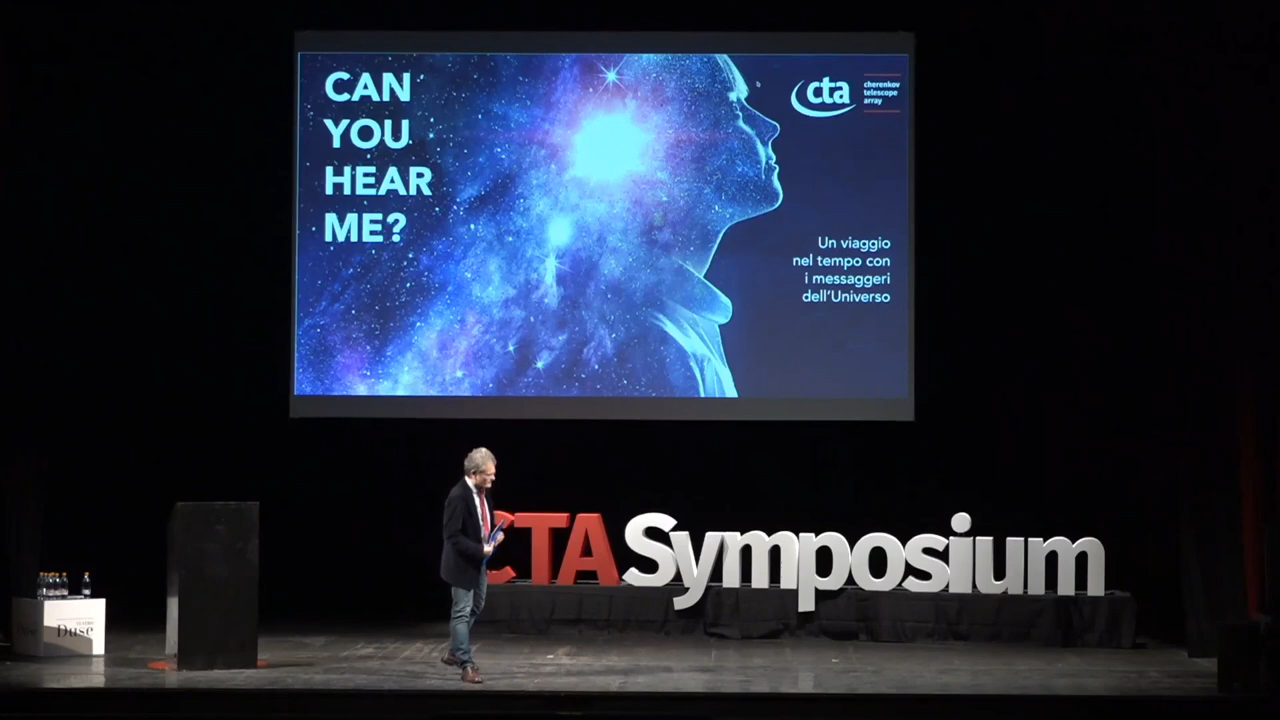 CAN
YOU
HEAR
ME?
cta
cherenkov
telescope
array
Un viaggio
nel tempo con
i messaggeri
dell'Universo
CTA Symposium
TEATRO
Duse